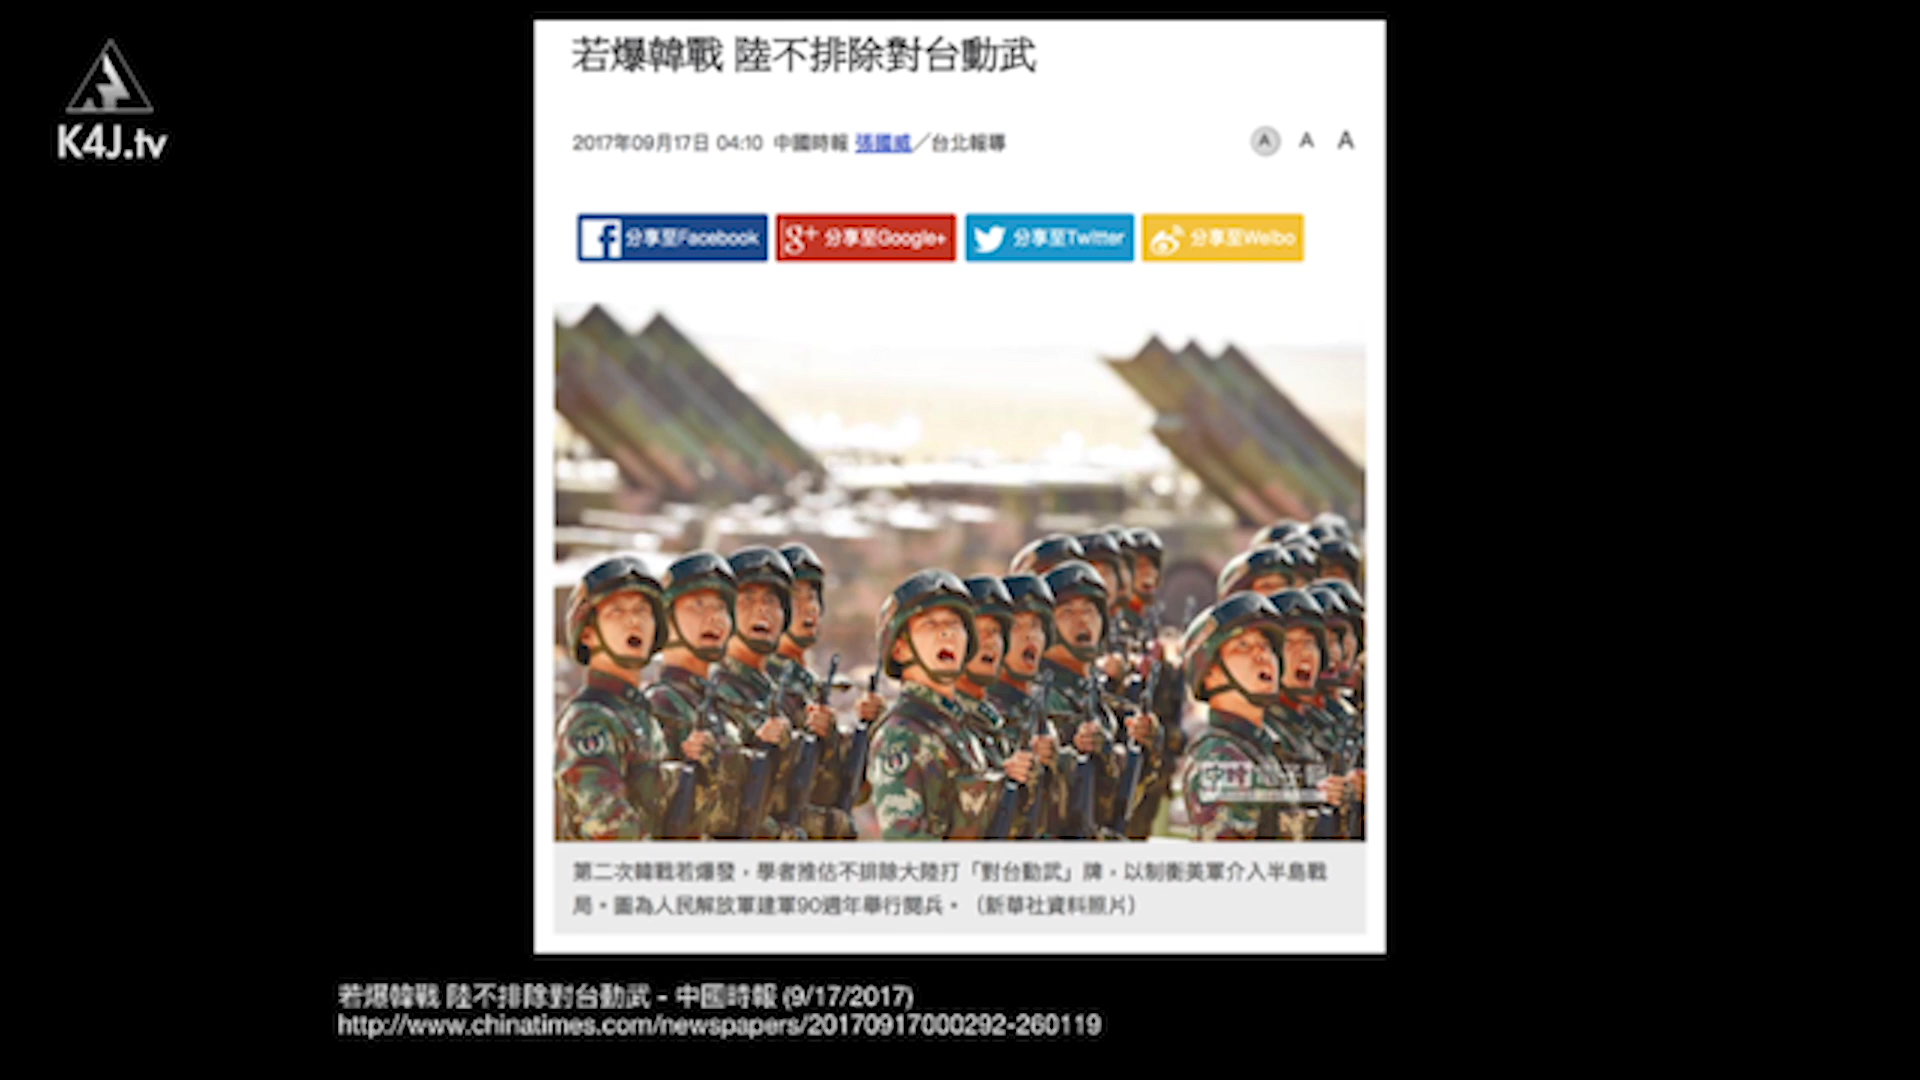 K4J.tv
若爆韓戰 陸不排除對台動武
2017年09月17日 04:10 中國時報 張國威/台北報導
A A A
分享至Facebook 分享至Google+ 分享至Twitter 分享至Weibo
中時電子報
第二次韓戰若爆發，學者推估不排除大陸打「對台動武」牌，以制衡美軍介入半島戰
局。圖為人民解放軍建軍90週年舉行閱兵。（新華社資料照片）
若爆韓戰 陸不排除對台動武 - 中國時報 (9/17/2017)
http://www.chinatimes.com/newspapers/20170917000292-260119